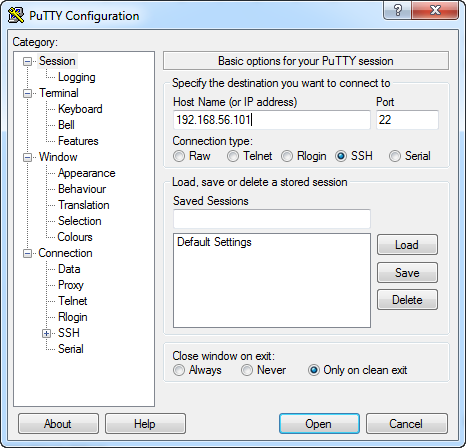 PuTTY Configuration
Category:
Session
Logging
Terminal
Keyboard
Bell
Features
Window
Appearance
Behaviour
Translation
Selection
Colours
Connection
Data
Proxy
Telnet
Rlogin
SSH
Serial
Basic options for your PuTTY session
Specify the destination you want to connect to
Host Name (or IP address) Port
192.168.56.101 22
Connection type:
Raw Telnet Rlogin SSH Serial
Load, save or delete a stored session
Saved Sessions
Default Settings
Load
Save
Delete
Close window on exit:
Always Never Only on clean exit
About Help Open Cancel